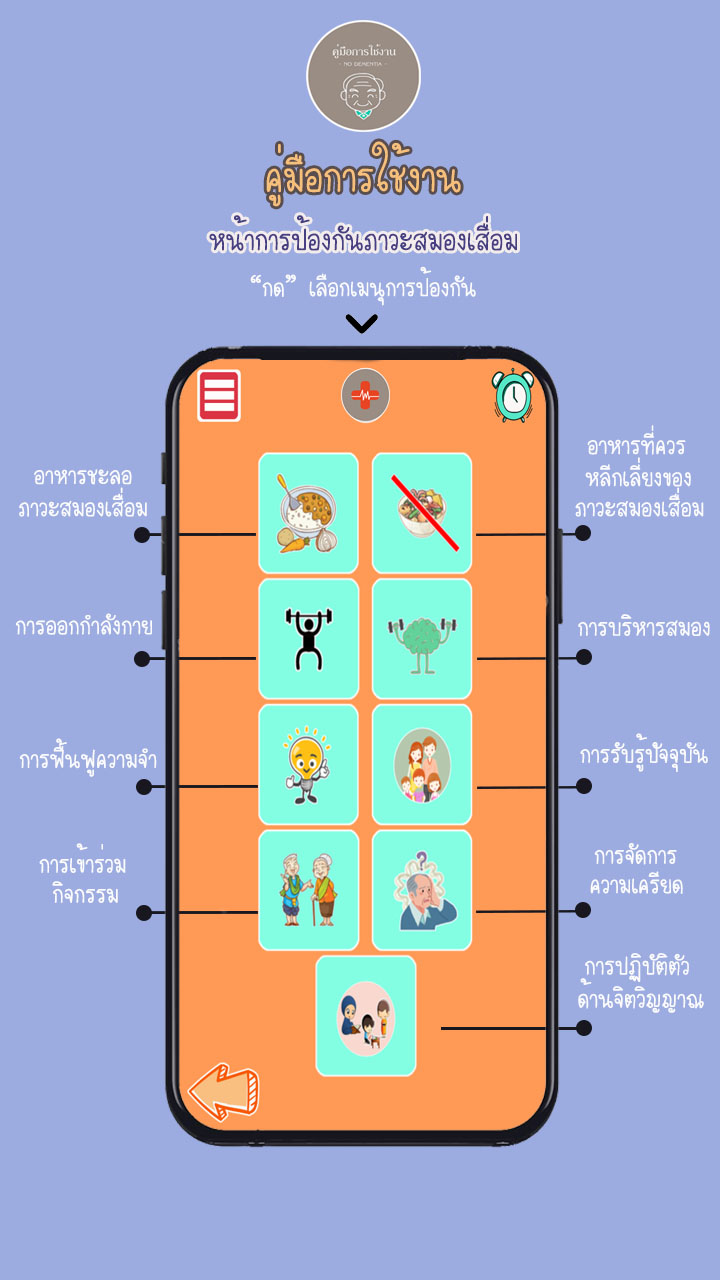 คู่มือการใช้งาน
- NO DEMENTIA -
คู่มือการใช้งาน
หน้าการป้องกันภาวะสมองเสื่อม
“กด” เลือกเมนุการป้องกัน
อาหารชะลอ
ภาวะสมองเสื่อม
อาหารที่ควร
หลีกเลี่ยงของ
ภาวะสมองเสื่อม
การออกกำลังกาย
การบริหารสมอง
การฟื้นฟูความจำ
การรับรู้ปัจจุบัน
การเข้าร่วม
กิจกรรม
การจัดการ
ความเครียด
การปฏิบัติตัว
ด้านจิตวิญญาณ